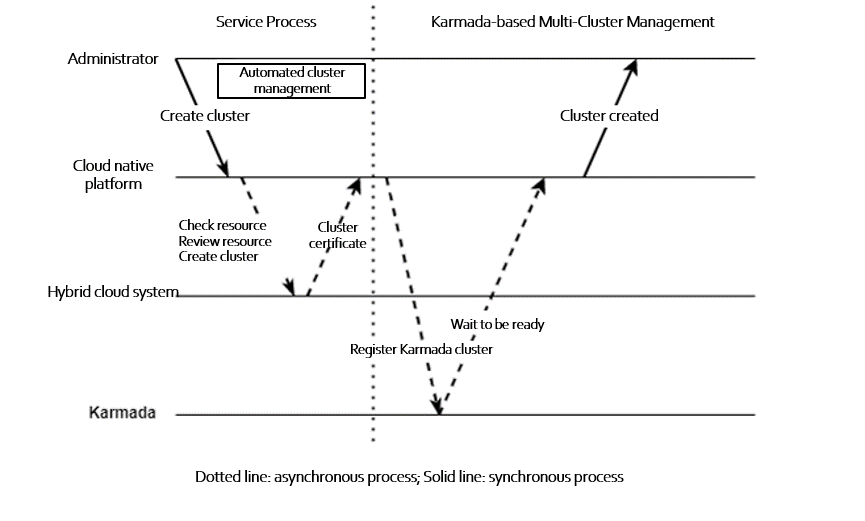 Service Process
Karmada-based Multi-Cluster Management
Administrator
Automated cluster
management
Create cluster
Cluster created
Cloud native
platform
Check resource
Review resource
Create cluster
Cluster
certificate
Hybrid cloud system
Wait to be ready
Register Karmada cluster
Karmada
Dotted line: asynchronous process; Solid line: synchronous process